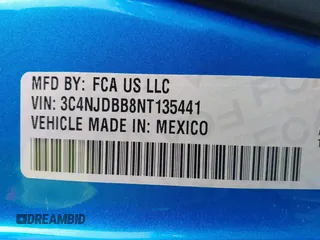 MFD BY: FCA US LLC
VIN: 3C4NJDBB8NT135441
VEHICLE MADE IN: MEXICO
DREAMBID